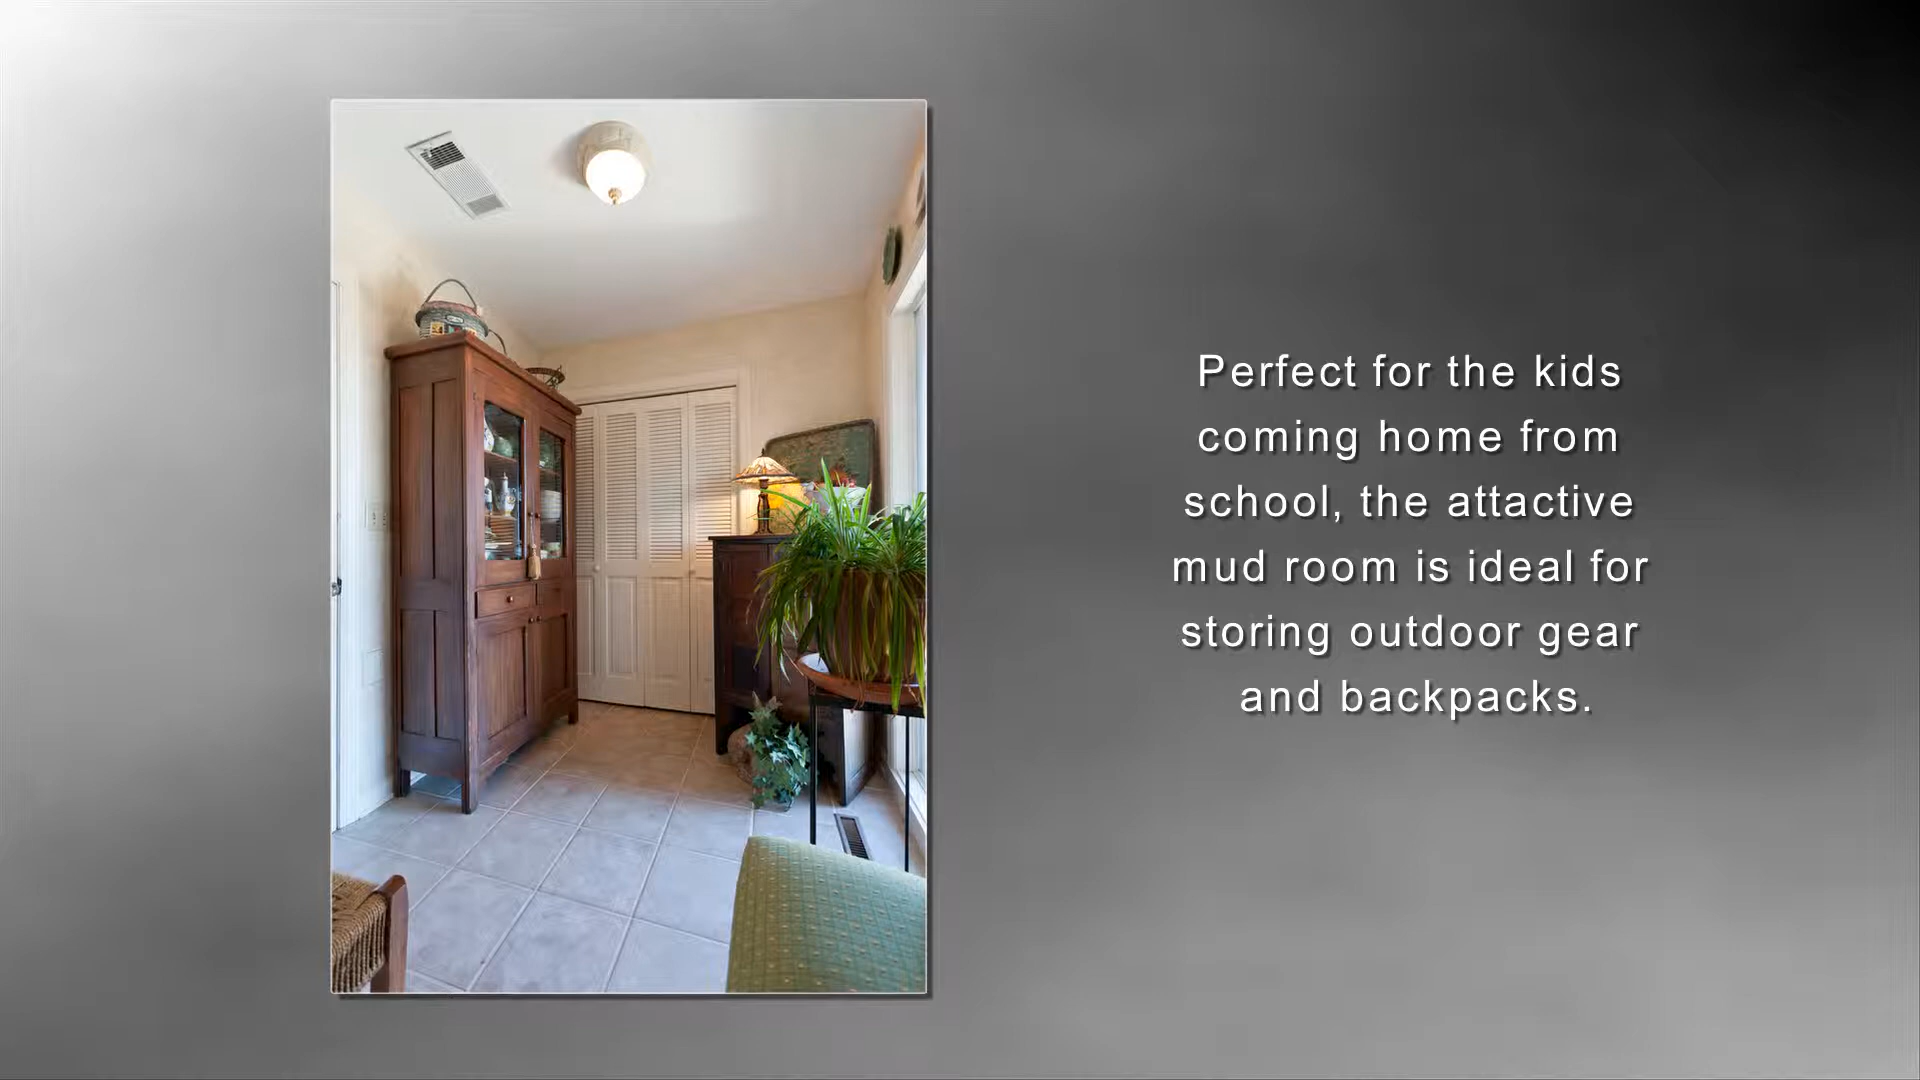 Perfect for the kids
coming home from
school, the attactive
mud room is ideal for
storing outdoor gear
and backpacks.